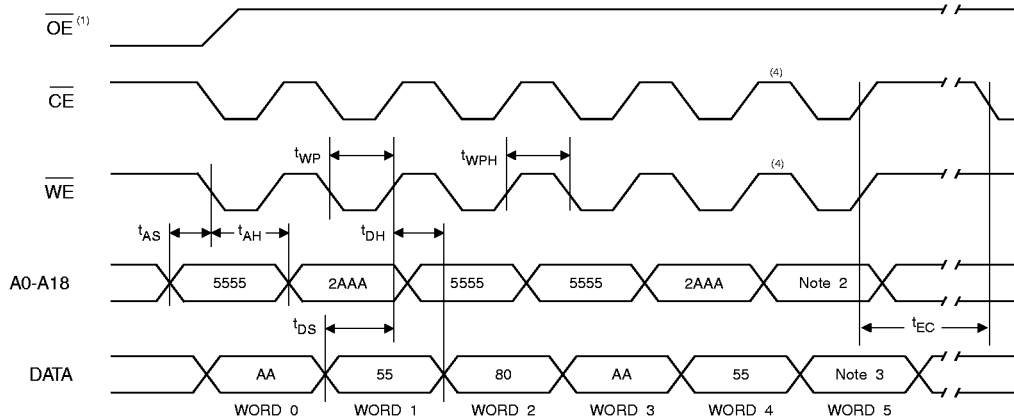 OE (1)
CE
(4)
tWP
tWPH
WE
(4)
tAS
tAH
tDH
A0-A18
5555
2AAA
5555
5555
2AAA
Note 2
tDS
tEC
DATA
AA
55
80
AA
55
Note 3
WORD 0
WORD 1
WORD 2
WORD 3
WORD 4
WORD 5